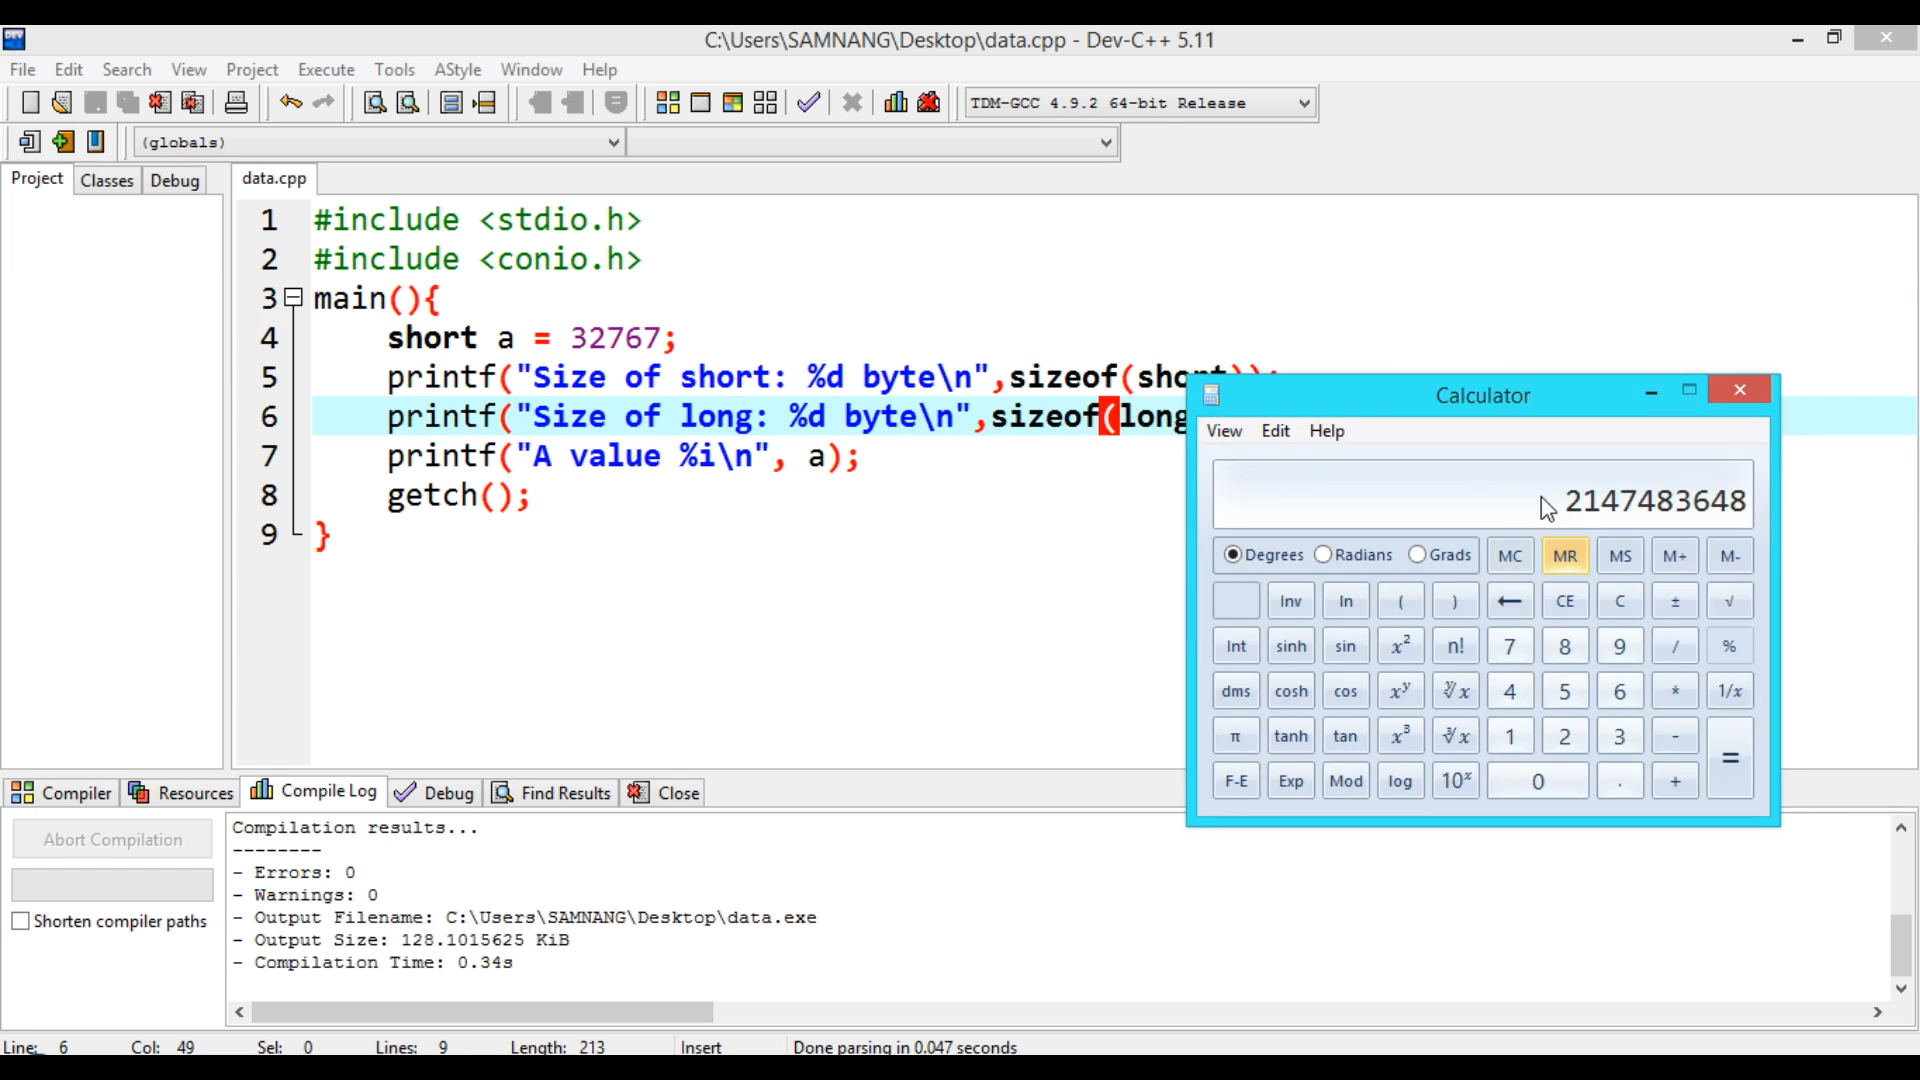 C:\Users\SAMNANG\Desktop\data.cpp - Dev-C++ 5.11
File Edit Search View Project Execute Tools AStyle Window Help
TDM-GCC 4.9.2 64-bit Release
(globals)
Project Classes Debug
data.cpp
1 #include <stdio.h>
2 #include <conio.h>
3 main(){
4 short a = 32767;
5 printf("Size of short: %d byte\n",sizeof(short));
6 printf("Size of long: %d byte\n",sizeof(long
7 printf("A value %i\n", a);
8 getch();
9 }
Calculator
View Edit Help
2147483648
Degrees Radians Grads MC MR MS M+ M-
Inv ln ( ) ← CE C ± √
Int sinh sin x² n! 7 8 9 / %
dms cosh cos xʸ ʸ√x 4 5 6 * 1/x
π tanh tan x³ ³√x 1 2 3 - =
F-E Exp Mod log 10ˣ 0 . +
Compiler Resources Compile Log Debug Find Results Close
Abort Compilation
Shorten compiler paths
Compilation results...
--------
- Errors: 0
- Warnings: 0
- Output Filename: C:\Users\SAMNANG\Desktop\data.exe
- Output Size: 128.1015625 KiB
- Compilation Time: 0.34s
Line: 6 Col: 49 Sel: 0 Lines: 9 Length: 213 Insert Done parsing in 0.047 seconds